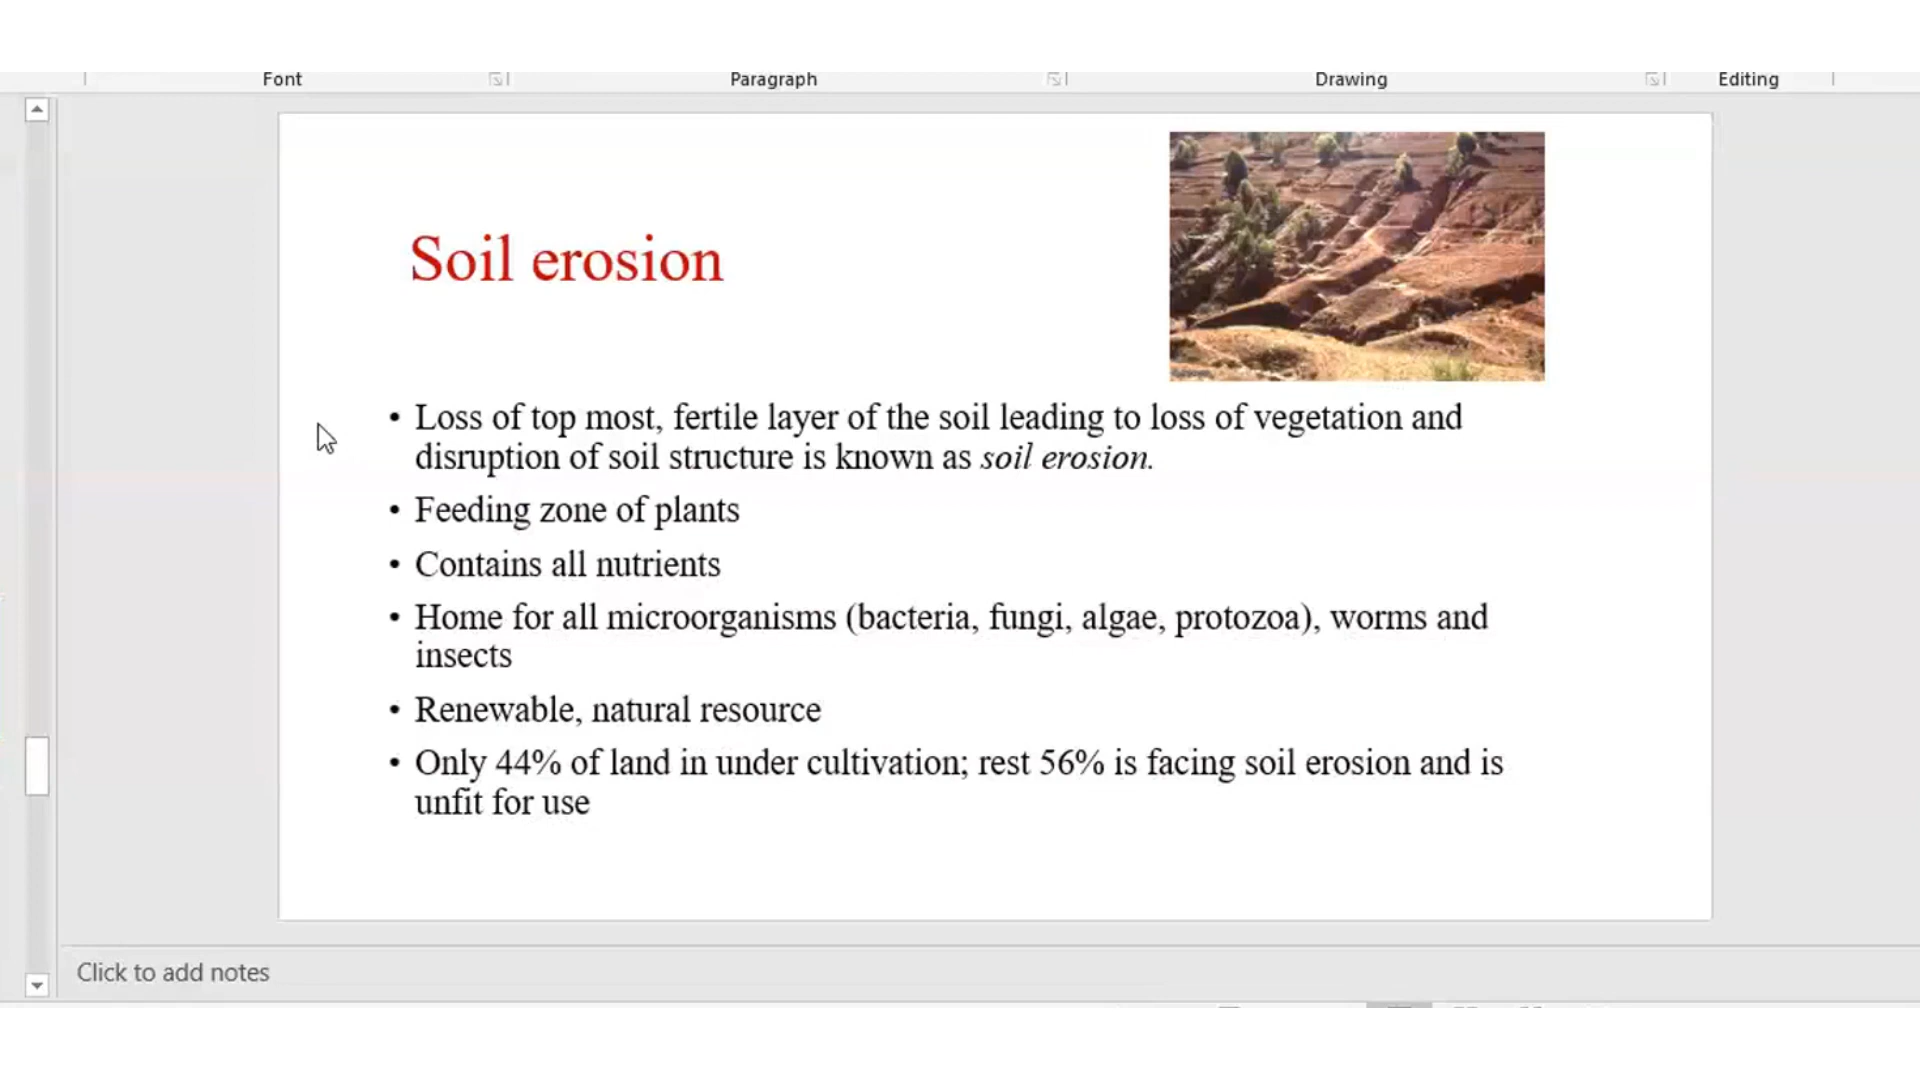 Font Paragraph Drawing Editing
Soil erosion
• Loss of top most, fertile layer of the soil leading to loss of vegetation and
disruption of soil structure is known as soil erosion.
• Feeding zone of plants
• Contains all nutrients
• Home for all microorganisms (bacteria, fungi, algae, protozoa), worms and
insects
• Renewable, natural resource
• Only 44% of land in under cultivation; rest 56% is facing soil erosion and is
unfit for use
Click to add notes